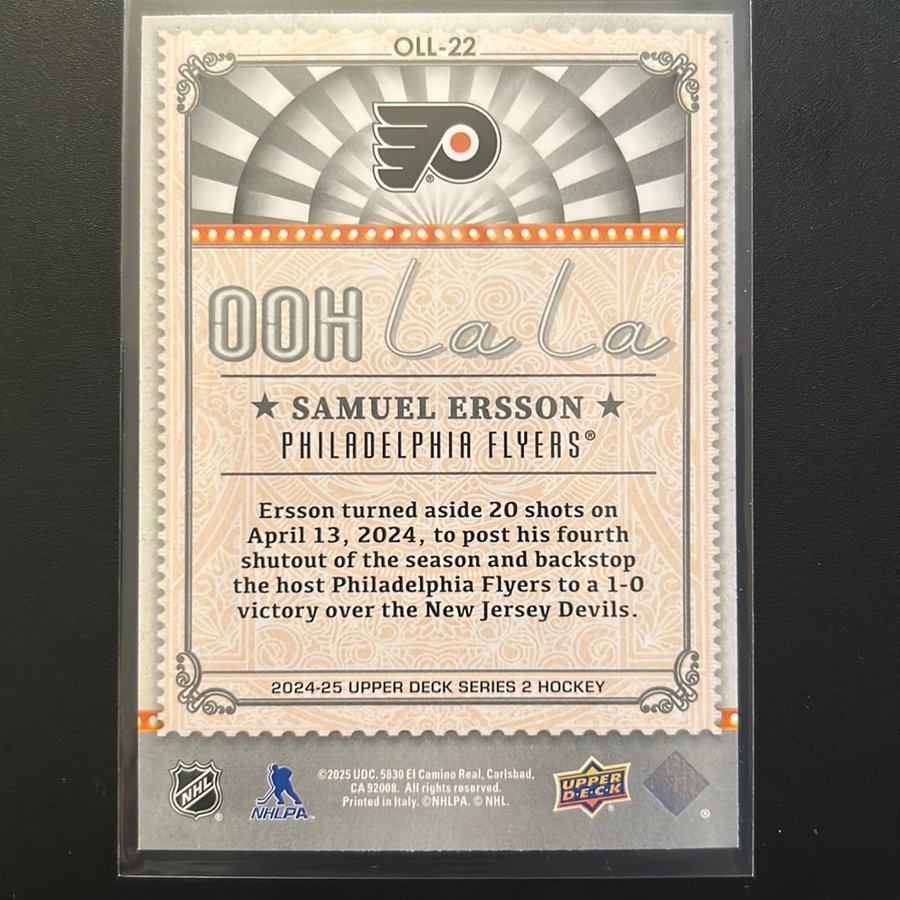 OLL-22
OOH La La
★ SAMUEL ERSSON ★
PHILADELPHIA FLYERS®
Ersson turned aside 20 shots on
April 13, 2024, to post his fourth
shutout of the season and backstop
the host Philadelphia Flyers to a 1-0
victory over the New Jersey Devils.
2024-25 UPPER DECK SERIES 2 HOCKEY
©2025 UDC. 5830 El Camino Real, Carlsbad,
CA 92008. All rights reserved.
Printed in Italy. ©NHLPA. © NHL.
NHL
NHLPA
UPPER
DECK